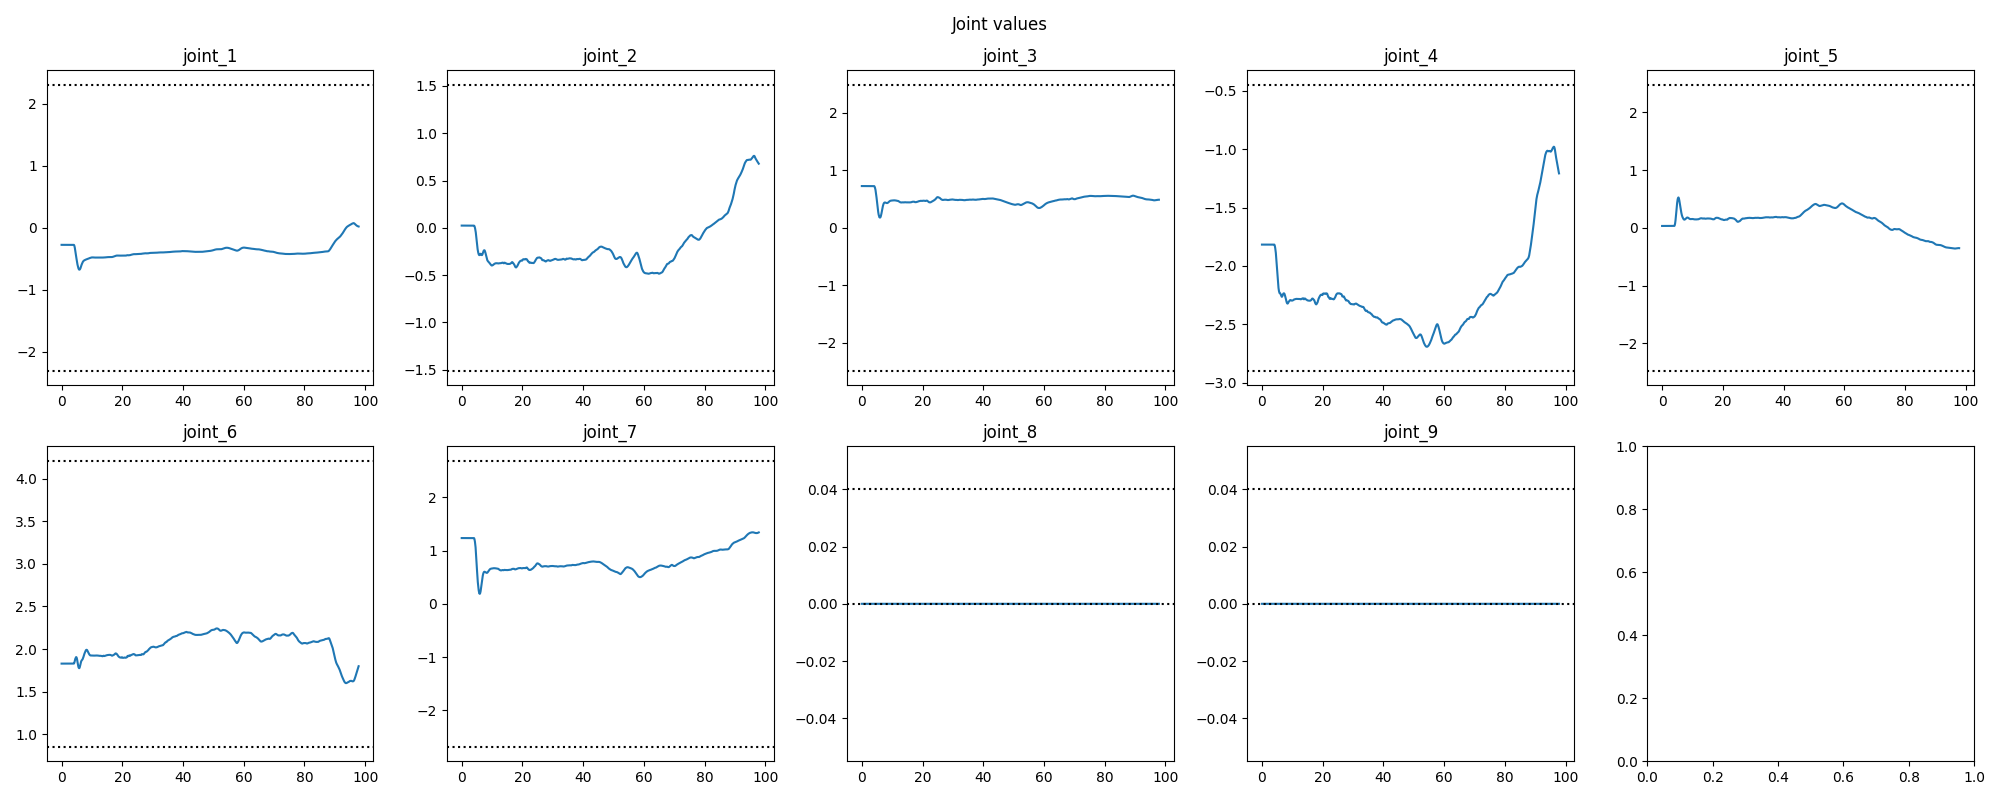 Joint values
joint_1 joint_2 joint_3 joint_4 joint_5
2 1 0 −1 −2
0 20 40 60 80 100
1.5 1.0 0.5 0.0 −0.5 −1.0 −1.5
0 20 40 60 80 100
2 1 0 −1 −2
0 20 40 60 80 100
−0.5 −1.0 −1.5 −2.0 −2.5 −3.0
0 20 40 60 80 100
2 1 0 −1 −2
0 20 40 60 80 100
joint_6 joint_7 joint_8 joint_9
4.0 3.5 3.0 2.5 2.0 1.5 1.0
0 20 40 60 80 100
2 1 0 −1 −2
0 20 40 60 80 100
0.04 0.02 0.00 −0.02 −0.04
0 20 40 60 80 100
0.04 0.02 0.00 −0.02 −0.04
0 20 40 60 80 100
1.0 0.8 0.6 0.4 0.2 0.0
0.0 0.2 0.4 0.6 0.8 1.0